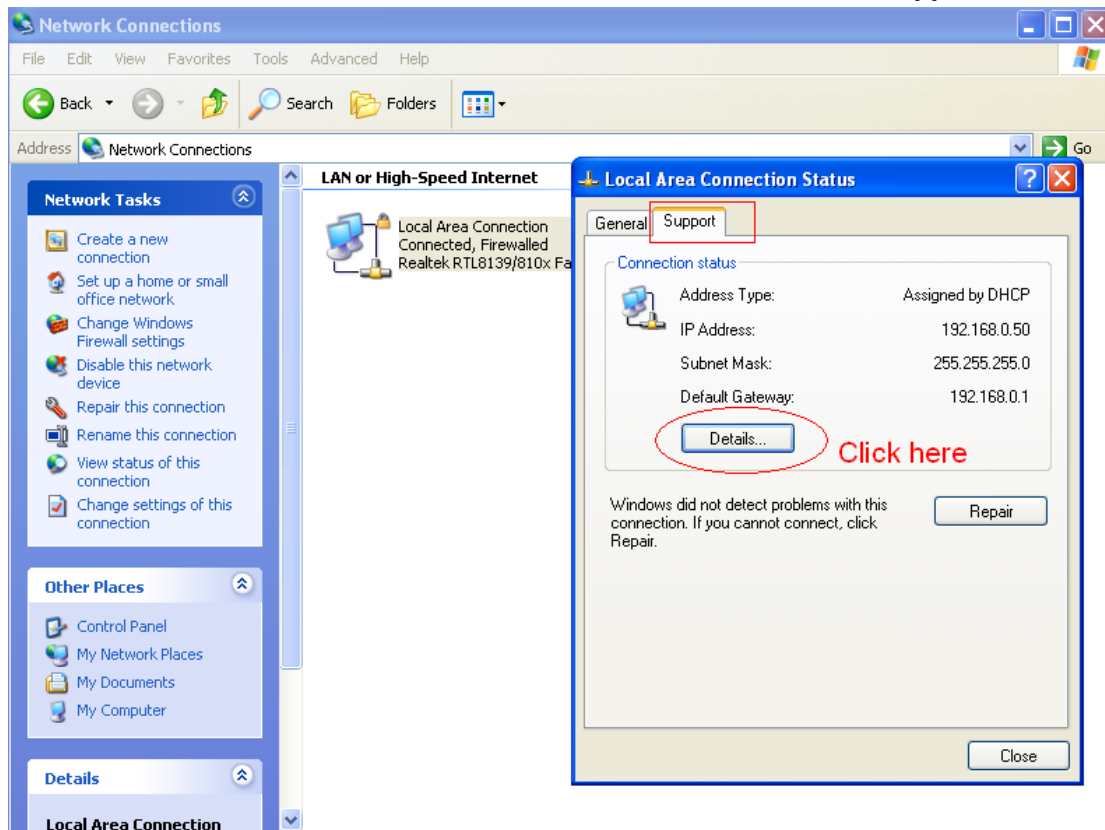 Network Connections
File Edit View Favorites Tools Advanced Help
Back Search Folders
Address Network Connections Go
Network Tasks
Create a new
connection
Set up a home or small
office network
Change Windows
Firewall settings
Disable this network
device
Repair this connection
Rename this connection
View status of this
connection
Change settings of this
connection
Other Places
Control Panel
My Network Places
My Documents
My Computer
Details
Local Area Connection
LAN or High-Speed Internet
Local Area Connection
Connected, Firewalled
Realtek RTL8139/810x Fa
Local Area Connection Status
General Support
Connection status
Address Type: Assigned by DHCP
IP Address: 192.168.0.50
Subnet Mask: 255.255.255.0
Default Gateway: 192.168.0.1
Details...
Click here
Windows did not detect problems with this
connection. If you cannot connect, click
Repair.
Repair
Close